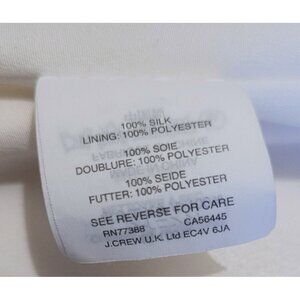 100% SILK
LINING: 100% POLYESTER
100% SOIE
DOUBLURE: 100% POLYESTER
100% SEIDE
FUTTER: 100% POLYESTER
SEE REVERSE FOR CARE
RN77388 CA56445
J.CREW U.K. Ltd EC4V 6JA